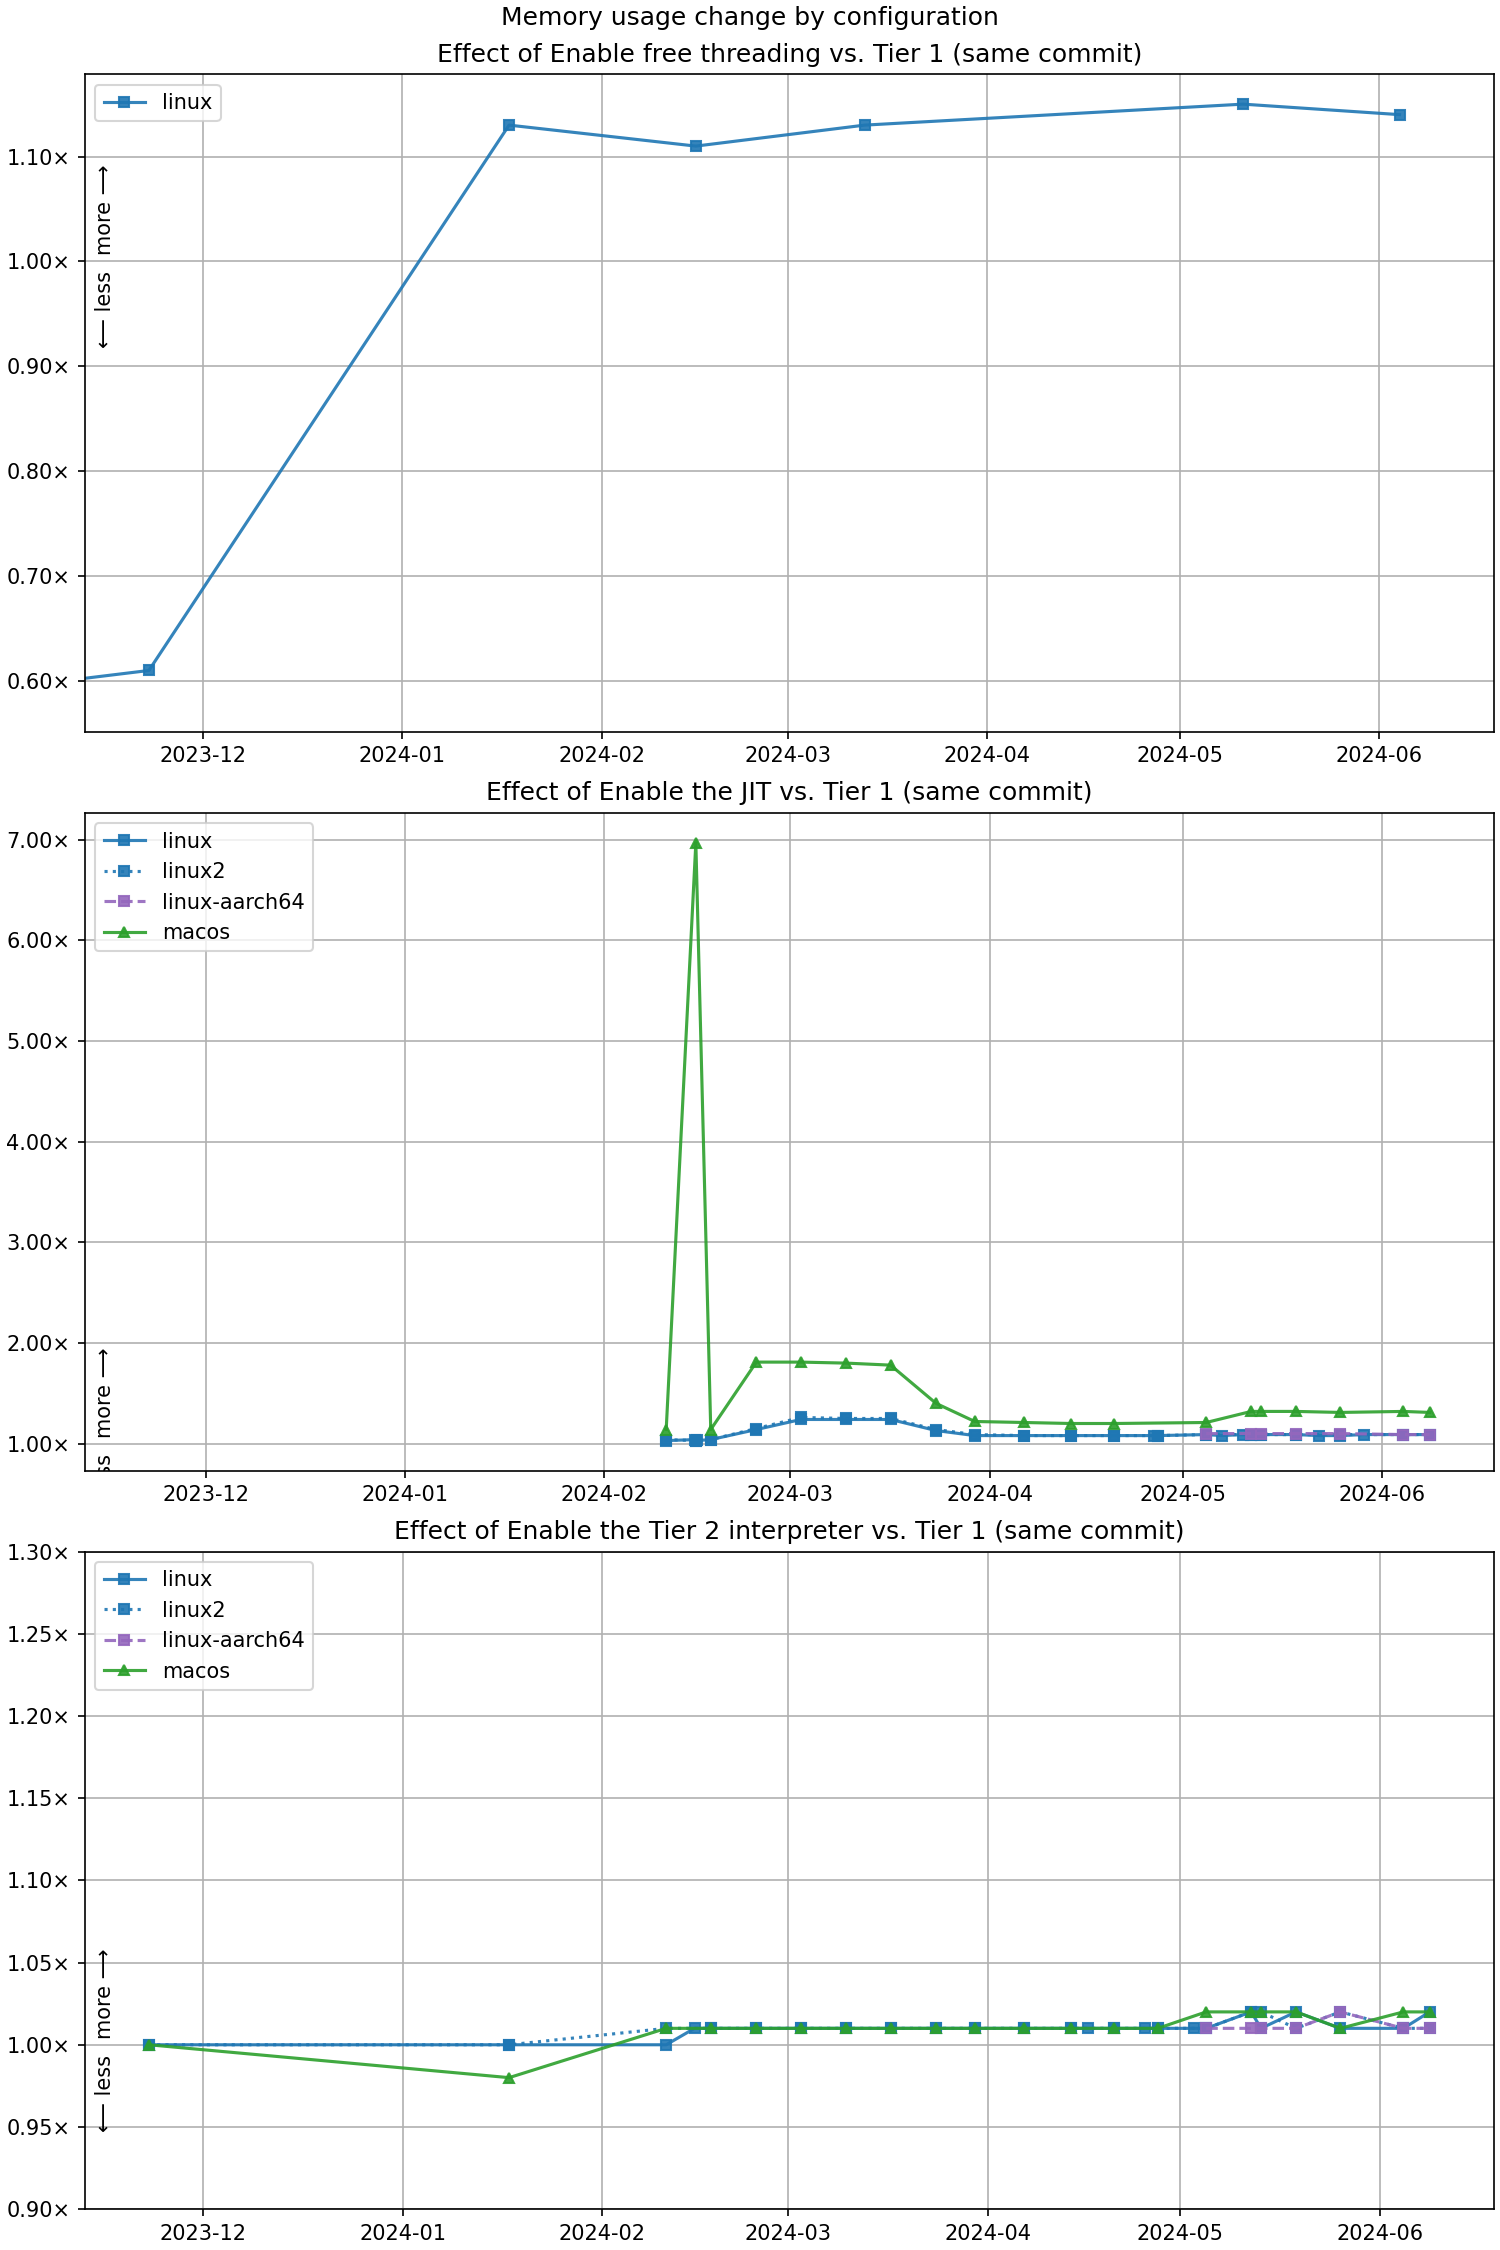 Memory usage change by configuration
Effect of Enable free threading vs. Tier 1 (same commit)
linux
1.10×
1.00×
0.90×
0.80×
0.70×
0.60×
⟵ less  more ⟶
2023-12 2024-01 2024-02 2024-03 2024-04 2024-05 2024-06
Effect of Enable the JIT vs. Tier 1 (same commit)
linux
linux2
linux-aarch64
macos
7.00×
6.00×
5.00×
4.00×
3.00×
2.00×
1.00×
ss  more ⟶
2023-12 2024-01 2024-02 2024-03 2024-04 2024-05 2024-06
Effect of Enable the Tier 2 interpreter vs. Tier 1 (same commit)
linux
linux2
linux-aarch64
macos
1.30×
1.25×
1.20×
1.15×
1.10×
1.05×
1.00×
0.95×
0.90×
⟵ less  more ⟶
2023-12 2024-01 2024-02 2024-03 2024-04 2024-05 2024-06